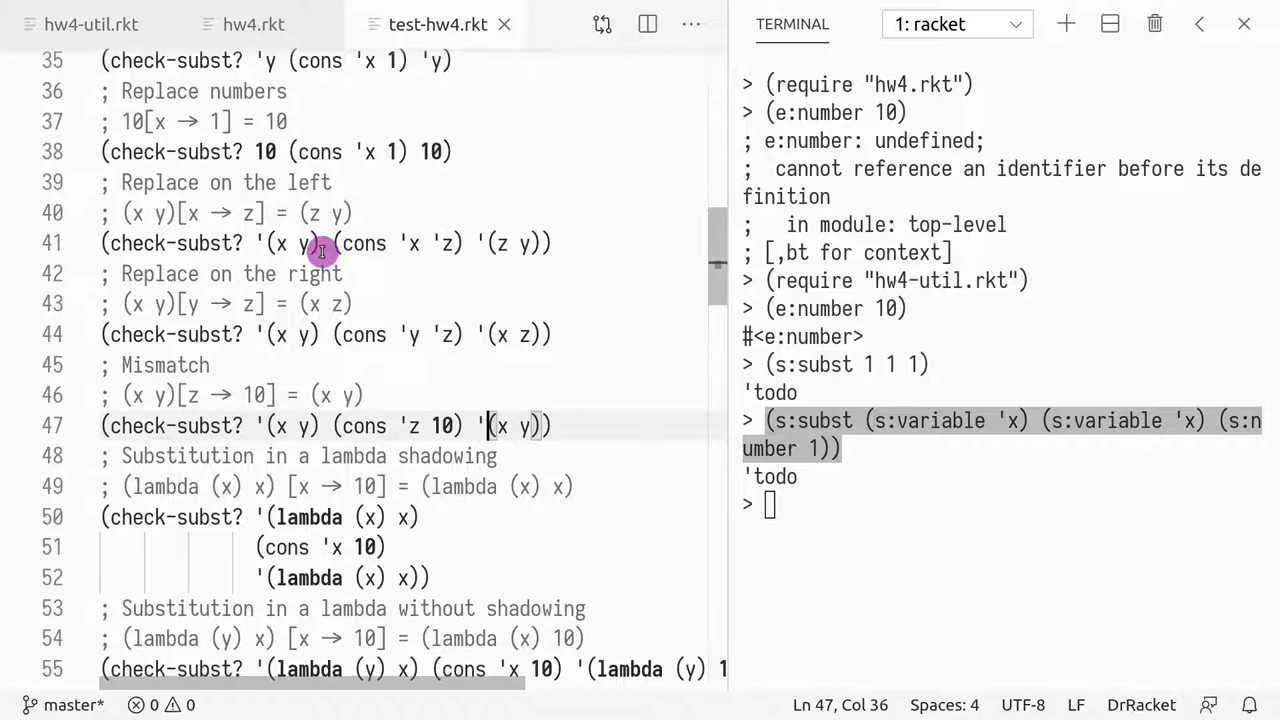 hw4-util.rkt
hw4.rkt
test-hw4.rkt
35 (check-subst? 'y (cons 'x 1) 'y)
36 ; Replace numbers
37 ; 10[x → 1] = 10
38 (check-subst? 10 (cons 'x 1) 10)
39 ; Replace on the left
40 ; (x y)[x → z] = (z y)
41 (check-subst? '(x y) (cons 'x 'z) '(z y))
42 ; Replace on the right
43 ; (x y)[y → z] = (x z)
44 (check-subst? '(x y) (cons 'y 'z) '(x z))
45 ; Mismatch
46 ; (x y)[z → 10] = (x y)
47 (check-subst? '(x y) (cons 'z 10) '(x y))
48 ; Substitution in a lambda shadowing
49 ; (lambda (x) x) [x → 10] = (lambda (x) x)
50 (check-subst? '(lambda (x) x)
51 (cons 'x 10)
52 '(lambda (x) x))
53 ; Substitution in a lambda without shadowing
54 ; (lambda (y) x) [x → 10] = (lambda (x) 10)
55 (check-subst? '(lambda (y) x) (cons 'x 10) '(lambda (y) 1
TERMINAL
1: racket
> (require "hw4.rkt")
> (e:number 10)
; e:number: undefined;
;  cannot reference an identifier before its de
finition
;   in module: top-level
; [,bt for context]
> (require "hw4-util.rkt")
> (e:number 10)
#<e:number>
> (s:subst 1 1 1)
'todo
> (s:subst (s:variable 'x) (s:variable 'x) (s:n
umber 1))
'todo
>
master*
0
0
Ln 47, Col 36
Spaces: 4
UTF-8
LF
DrRacket